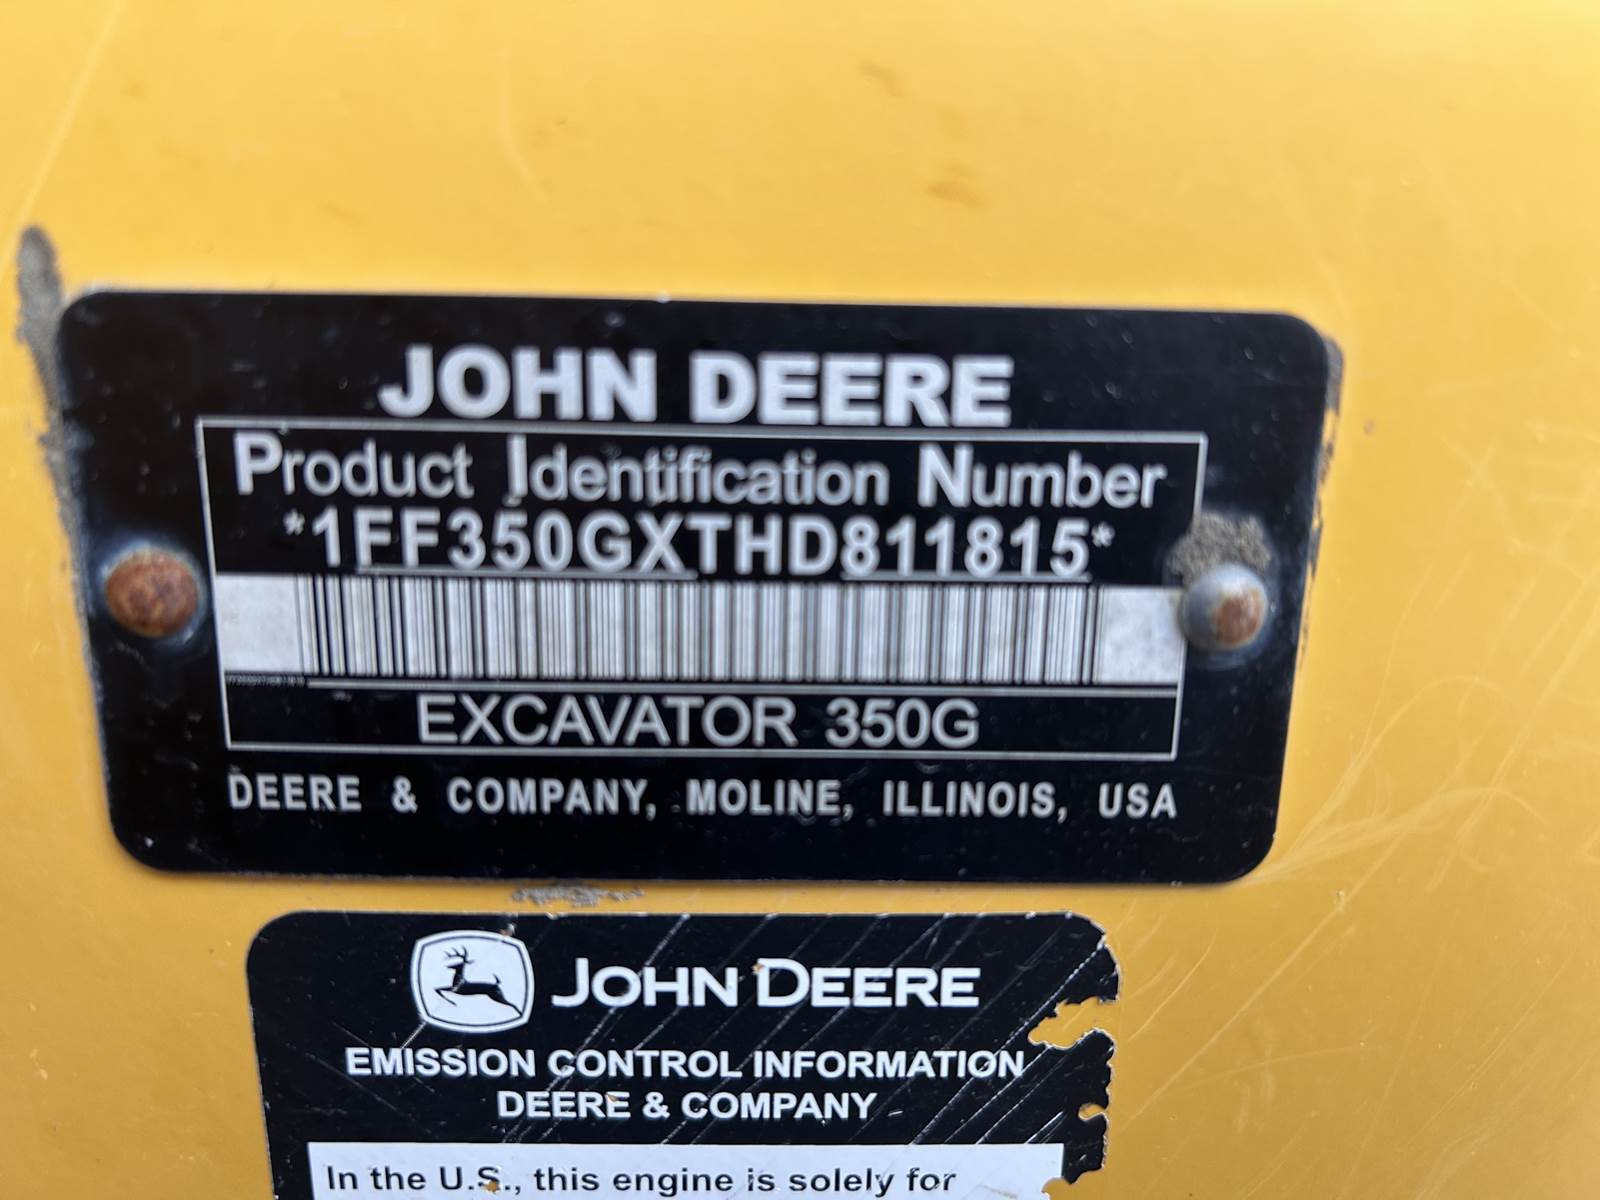 JOHN DEERE
Product Identification Number
*1FF350GXTHD811815*
EXCAVATOR 350G
DEERE & COMPANY, MOLINE, ILLINOIS, USA
JOHN DEERE
EMISSION CONTROL INFORMATION
DEERE & COMPANY
In the U.S., this engine is solely for